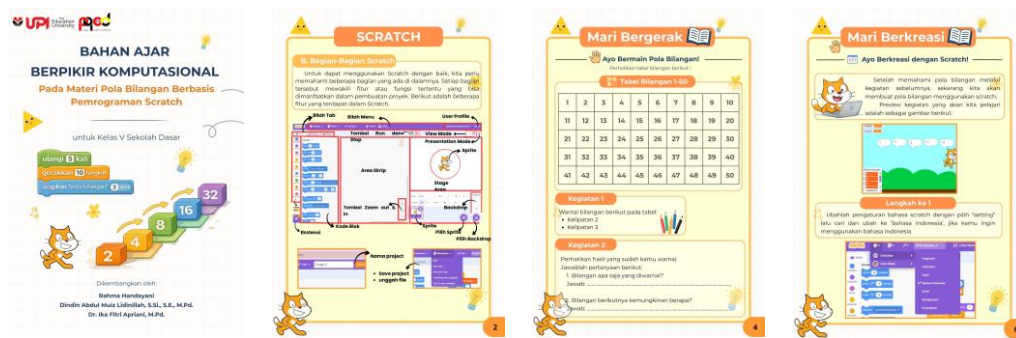 UPI
The Education University
pgsd
BAHAN AJAR
BERPIKIR KOMPUTASIONAL
Pada Materi Pola Bilangan Berbasis
Pemrograman Scratch
untuk Kelas V Sekolah Dasar
ulangi 5 kali
gerakkan 10 langkah
ucapkan "pola bilangan"
2
4
8
16
32
Dikembangkan oleh:
Rahma Handayani
Dindin Abdul Muiz Lidinillah, S.Si., S.E., M.Pd.
Dr. Ika Fitri Apriani, M.Pd.
SCRATCH
B. Bagian-Bagian Scratch
Untuk dapat menggunakan Scratch dengan baik, kita perlu
memahami beberapa bagian yang ada di dalamnya. Setiap bagian
tersebut mewakili fitur atau fungsi tertentu yang bisa
dimanfaatkan dalam pembuatan proyek. Berikut adalah beberapa
fitur yang terdapat dalam Scratch.
Bilah Tab
Bilah Menu
User Profile
Tombol Run dan
Stop
View Mode
Presentation Mode
Sprite
Area Skrip
Stage
Area
Tombol Zoom out
in
Backdrop
Ekstensi
Kode Blok
Sprite
Pilih Sprite
Pilih Backdrop
Nama project
Save project
unggah file
2
Mari Bergerak
Ayo Bermain Pola Bilangan!
Perhatikan tabel bilangan berikut!
Tabel Bilangan 1-50
1 2 3 4 5 6 7 8 9 10
11 12 13 14 15 16 17 18 19 20
21 22 23 24 25 26 27 28 29 30
31 32 33 34 35 36 37 38 39 40
41 42 43 44 45 46 47 48 49 50
Kegiatan 1
Warnai bilangan berikut pada tabel:
• Kelipatan 2
• Kelipatan 3
Kegiatan 2
Perhatikan hasil yang sudah kamu warnai.
Jawablah pertanyaan berikut:
1. Bilangan apa saja yang diwarnai?
Jawab:
2. Bilangan berikutnya kemungkinan berapa?
Jawab:
4
Mari Berkreasi
Ayo Berkreasi dengan Scratch!
Setelah memahami pola bilangan melalui
kegiatan sebelumnya, sekarang kita akan
membuat pola bilangan menggunakan scratch.
Preview kegiatan yang akan kita pelajari
adalah sebagai gambar berikut:
Langkah ke 1
Ubahlah pengaturan bahasa scratch dengan pilih "setting"
lalu cari dan ubah ke 'bahasa indonesia', jika kamu ingin
menggunakan bahasa Indonesia